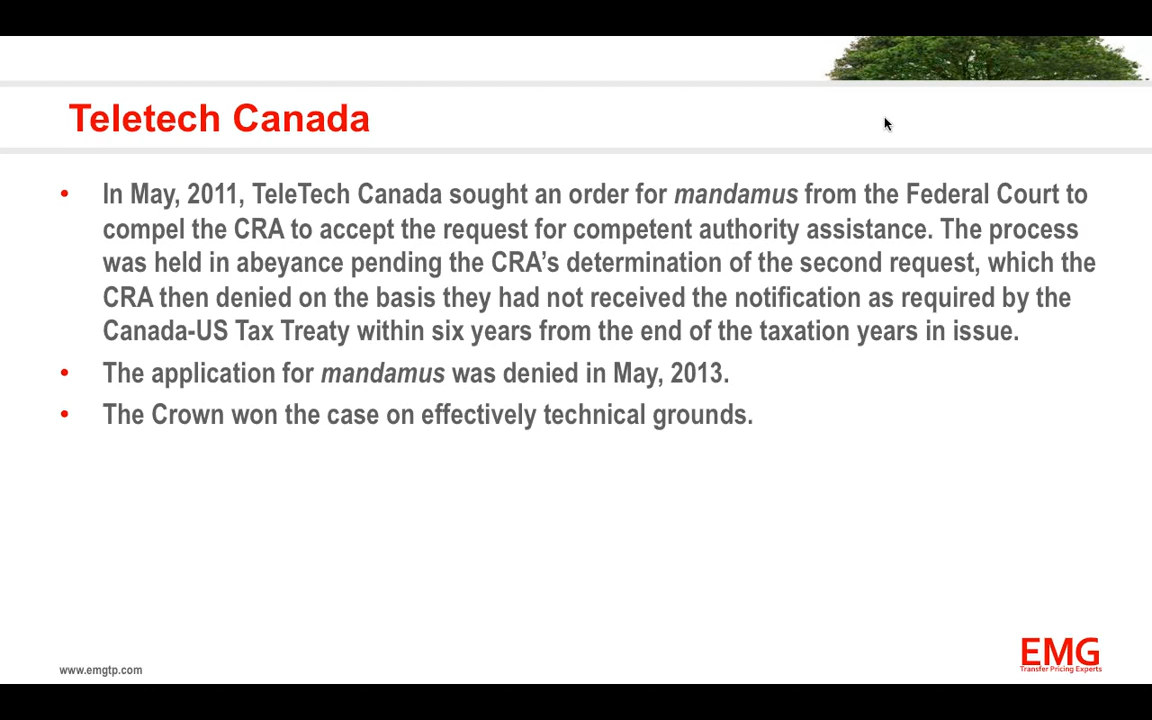 Teletech Canada
• In May, 2011, TeleTech Canada sought an order for mandamus from the Federal Court to
compel the CRA to accept the request for competent authority assistance. The process
was held in abeyance pending the CRA’s determination of the second request, which the
CRA then denied on the basis they had not received the notification as required by the
Canada-US Tax Treaty within six years from the end of the taxation years in issue.
• The application for mandamus was denied in May, 2013.
• The Crown won the case on effectively technical grounds.
www.emgtp.com
EMG
Transfer Pricing Experts